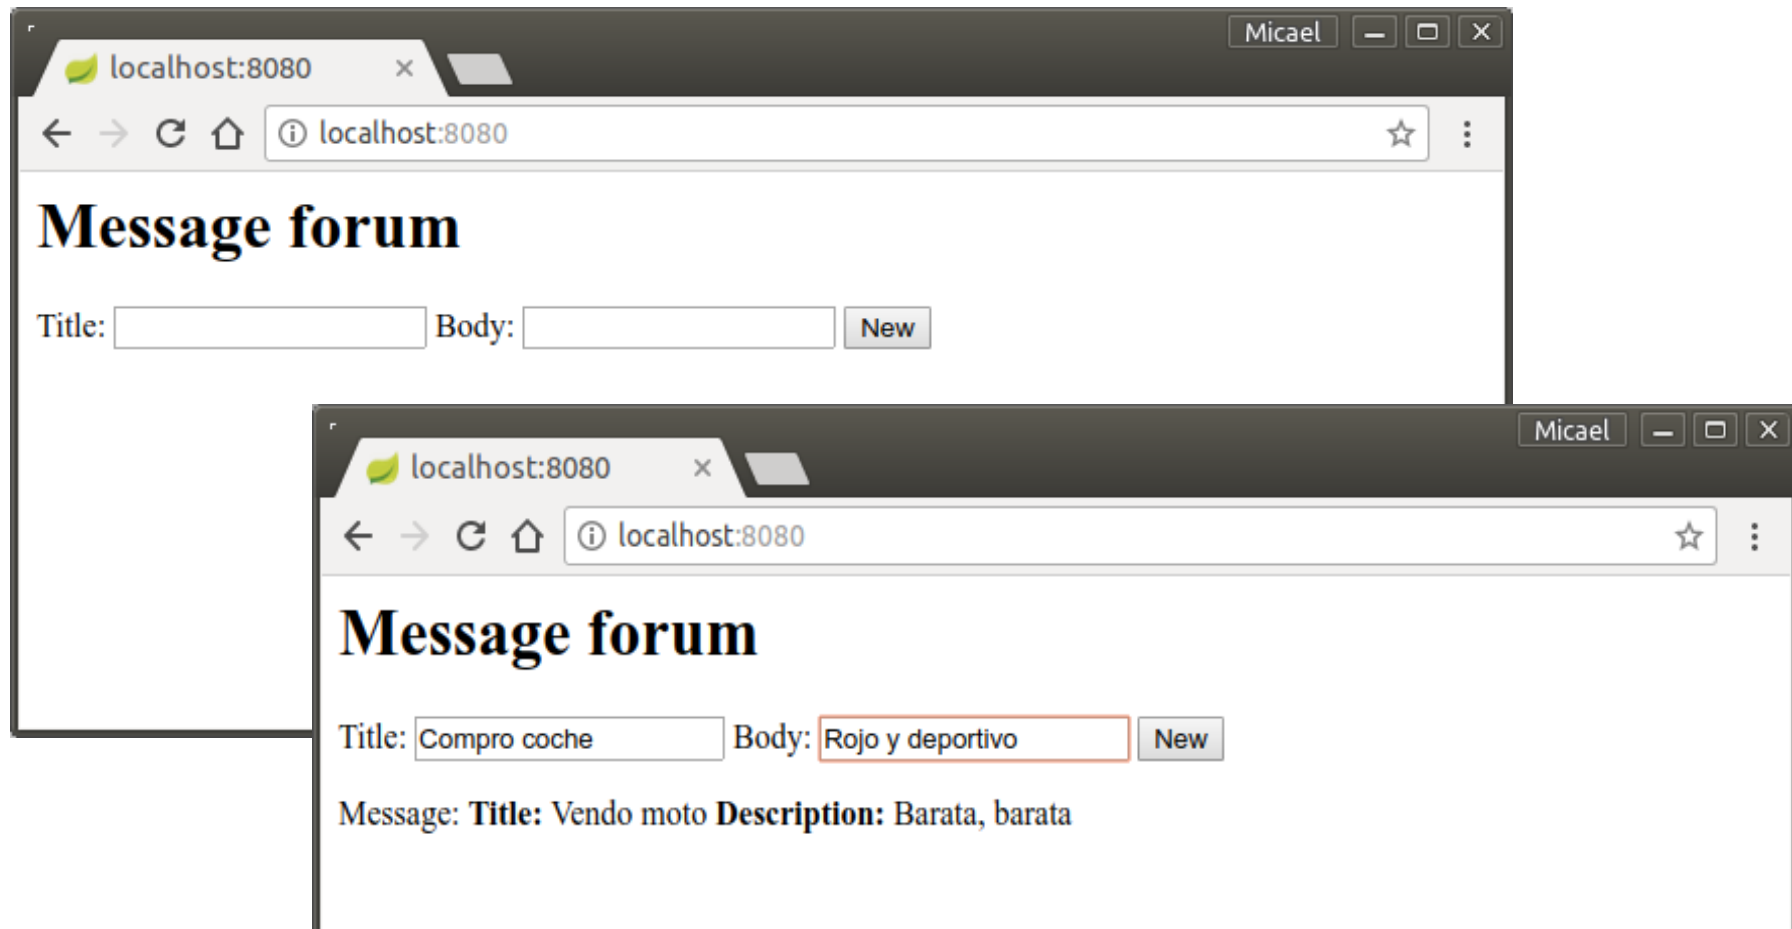 Micael
localhost:8080
localhost:8080
Message forum
Title: Body: New
Micael
localhost:8080
localhost:8080
Message forum
Title: Compro coche Body: Rojo y deportivo New
Message: Title: Vendo moto Description: Barata, barata